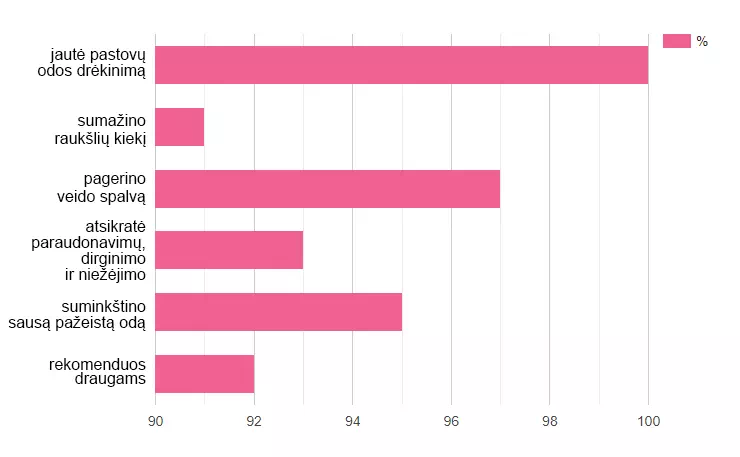 jautė pastovų
odos drėkinimą
%
sumažino
raukšlių kiekį
pagerino
veido spalvą
atsikratė
paraudonavimų,
dirginimo
ir niežėjimo
suminkštino
sausą pažeistą odą
rekomenduos
draugams
90 92 94 96 98 100